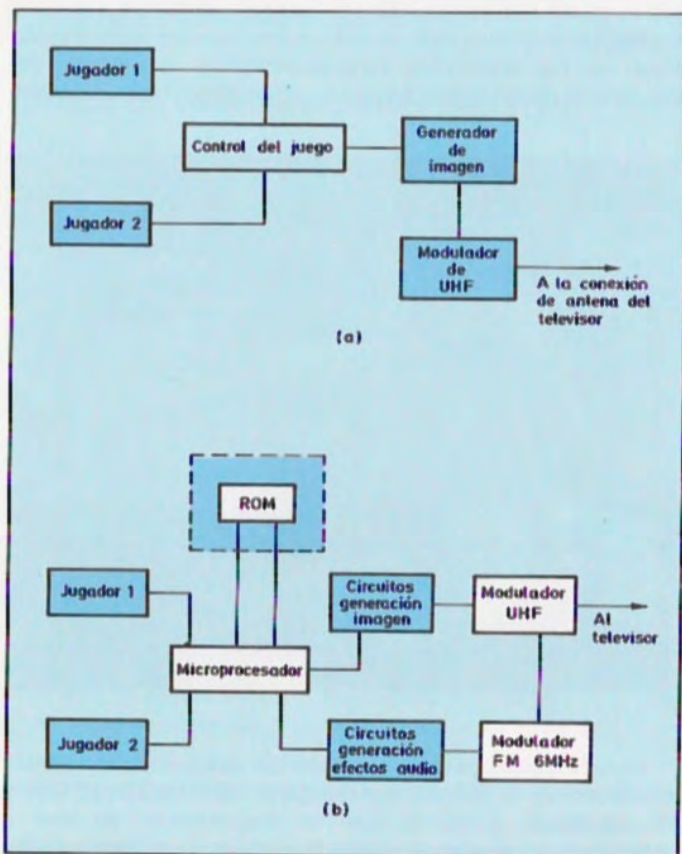 Jugador 1
Control del juego
Generador
de
imagen
Jugador 2
Modulador
de
UHF
A la conexión
de antena del
televisor
(a)
ROM
Jugador 1
Circuitos
generación
imagen
Modulador
UHF
Al
televisor
Microprocesador
Jugador 2
Circuitos
generación
efectos audio
Modulador
FM 6MHz
(b)